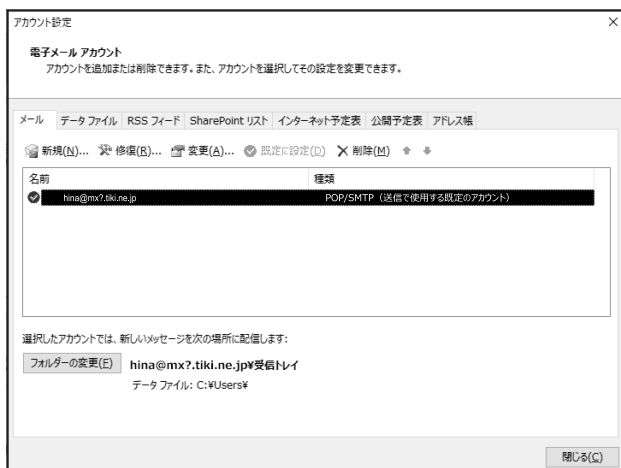 アカウント設定
電子メール アカウント
アカウントを追加または削除できます。また、アカウントを選択してその設定を変更できます。
メール データ ファイル RSS フィード SharePoint リスト インターネット予定表 公開予定表 アドレス帳
新規(N)... 修復(R)... 変更(A)... 既定に設定(D) 削除(M)
名前 種類
hina@mx?.tiki.ne.jp POP/SMTP（送信で使用する既定のアカウント）
選択したアカウントでは、新しいメッセージを次の場所に配信します:
フォルダーの変更(F) hina@mx?.tiki.ne.jp¥受信トレイ
データ ファイル: C:¥Users¥
閉じる(C)